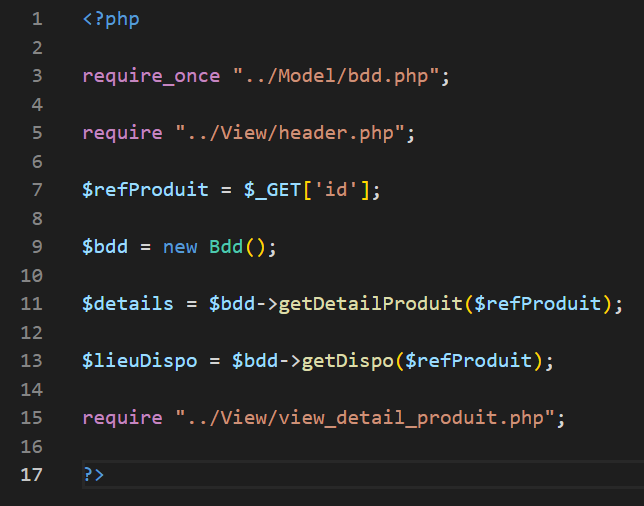 1 <?php
2
3 require_once "../Model/bdd.php";
4
5 require "../View/header.php";
6
7 $refProduit = $_GET['id'];
8
9 $bdd = new Bdd();
10
11 $details = $bdd->getDetailProduit($refProduit);
12
13 $lieuDispo = $bdd->getDispo($refProduit);
14
15 require "../View/view_detail_produit.php";
16
17 ?>